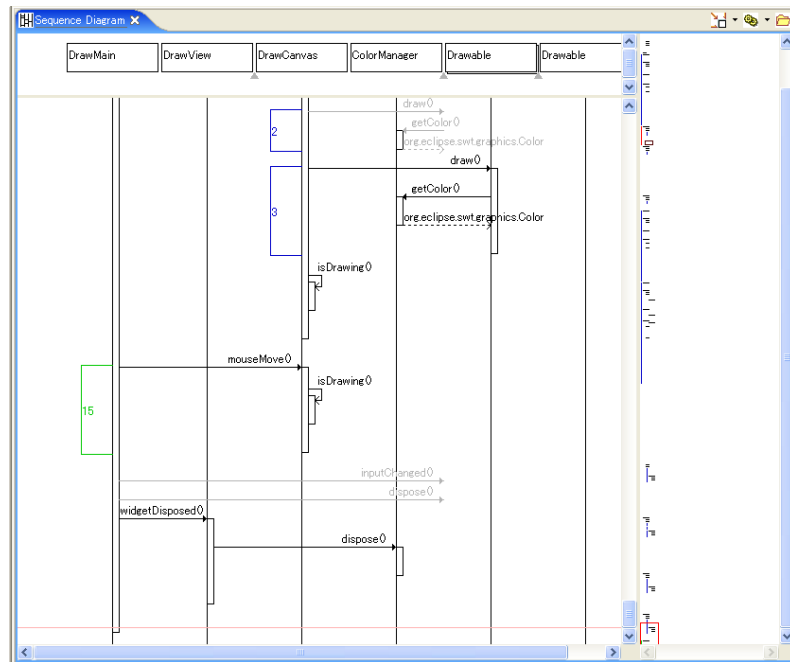 Sequence Diagram
DrawMain
DrawView
DrawCanvas
ColorManager
Drawable
Drawable
draw()
2
getColor()
org.eclipse.swt.graphics.Color
draw()
getColor()
3
org.eclipse.swt.graphics.Color
isDrawing()
mouseMove()
isDrawing()
15
inputChanged()
dispose()
widgetDisposed()
dispose()